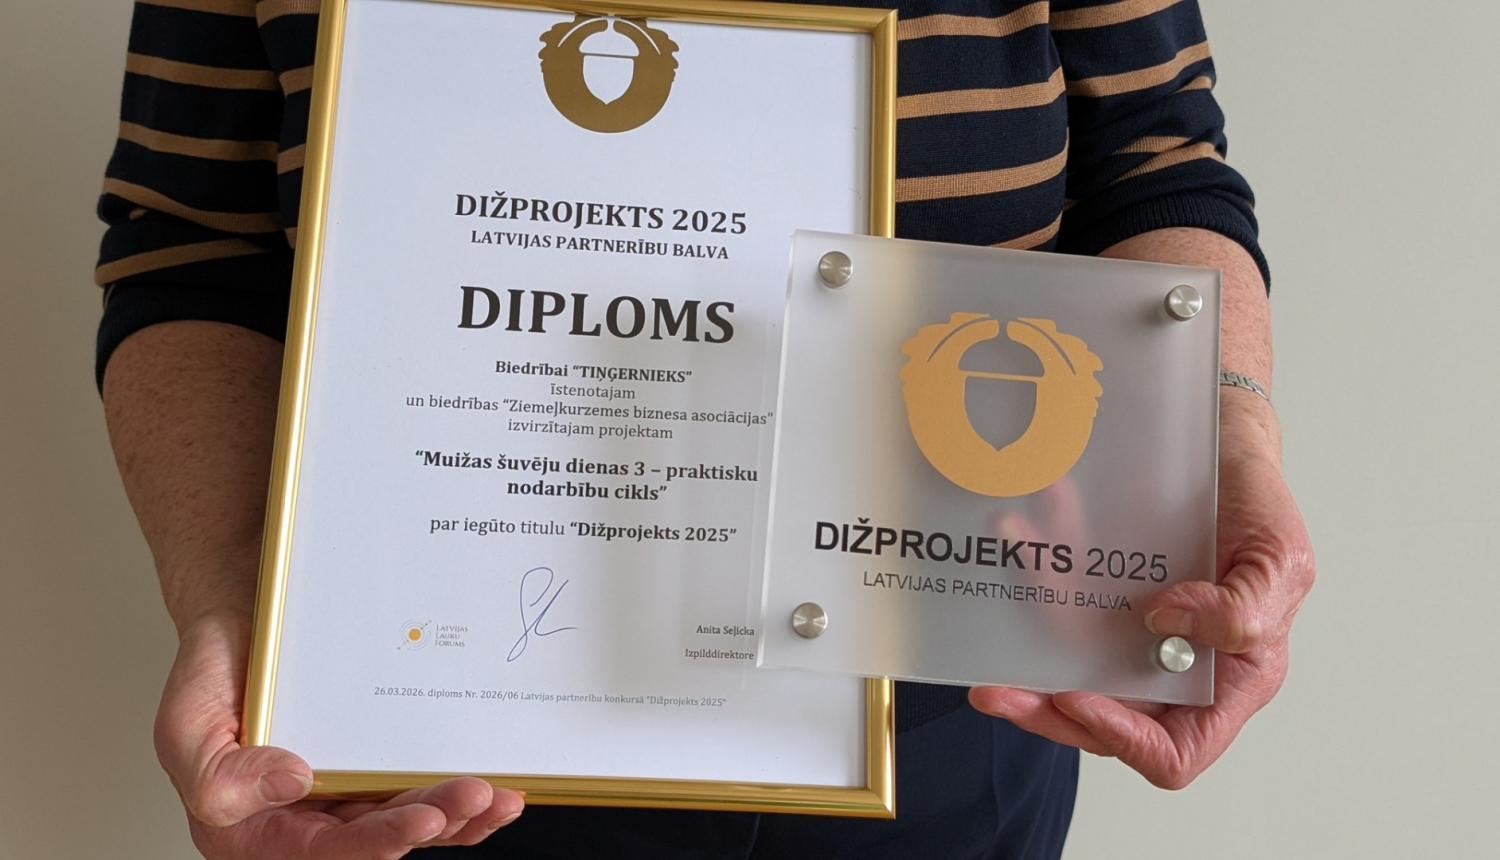 DIŽPROJEKTS 2025
LATVIJAS PARTNERĪBU BALVA
DIPLOMS
Biedrībai “TIŅĢERNIEKS”
īstenotajam
un biedrības “Ziemeļkurzemes biznesa asociācijas”
izvirzītajam projektam
“Muižas šuvēju dienas 3 – praktisku
nodarbību cikls”
par iegūto titulu “Dižprojekts 2025”
LATVIJAS
LAUKU
FORUMS
Anita Seļicka
Izpilddirektore
26.03.2026. diploms Nr. 2026/06 Latvijas partnerību konkursā "Dižprojekts 2025"
DIŽPROJEKTS 2025
LATVIJAS PARTNERĪBU BALVA